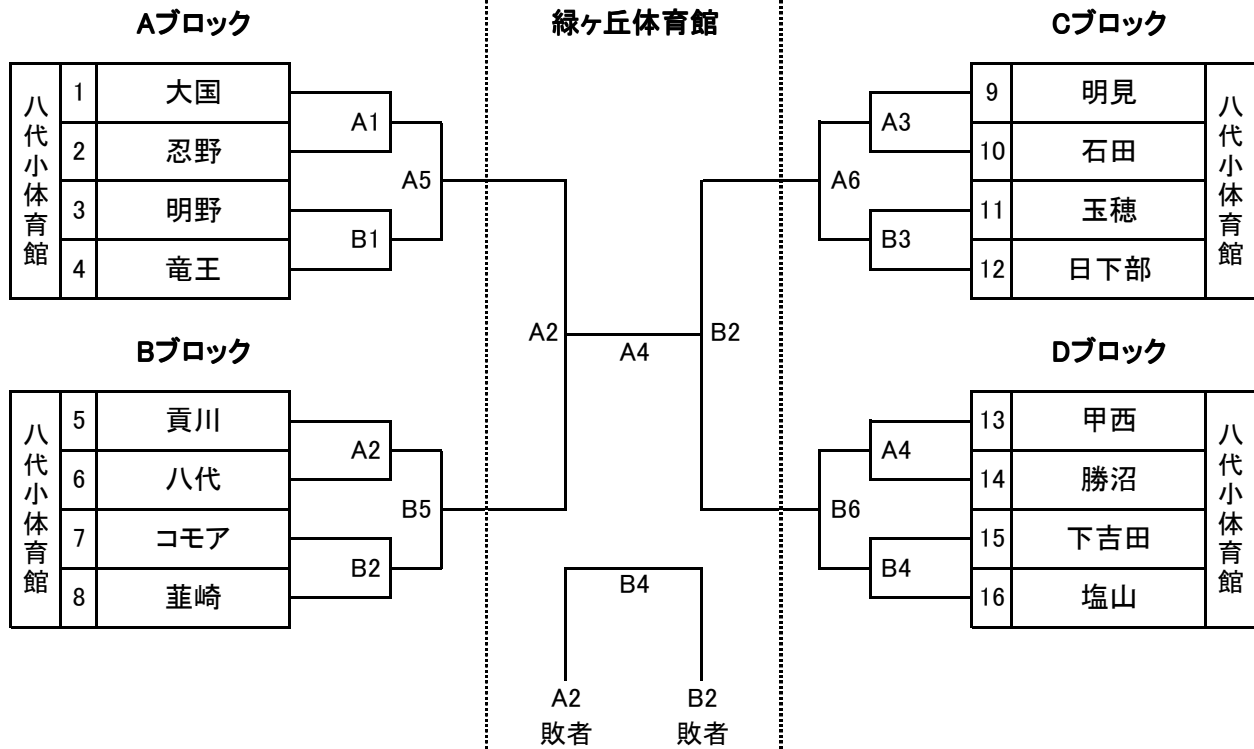 Aブロック
八代小体育館
1 大国
2 忍野
3 明野
4 竜王
A1
B1
A5
Bブロック
八代小体育館
5 貢川
6 八代
7 コモア
8 韮崎
A2
B2
B5
緑ヶ丘体育館
A2
A4
B2
B4
A2
敗者
B2
敗者
Cブロック
A3
B3
A6
9 明見
10 石田
11 玉穂
12 日下部
八代小体育館
Dブロック
A4
B4
B6
13 甲西
14 勝沼
15 下吉田
16 塩山
八代小体育館